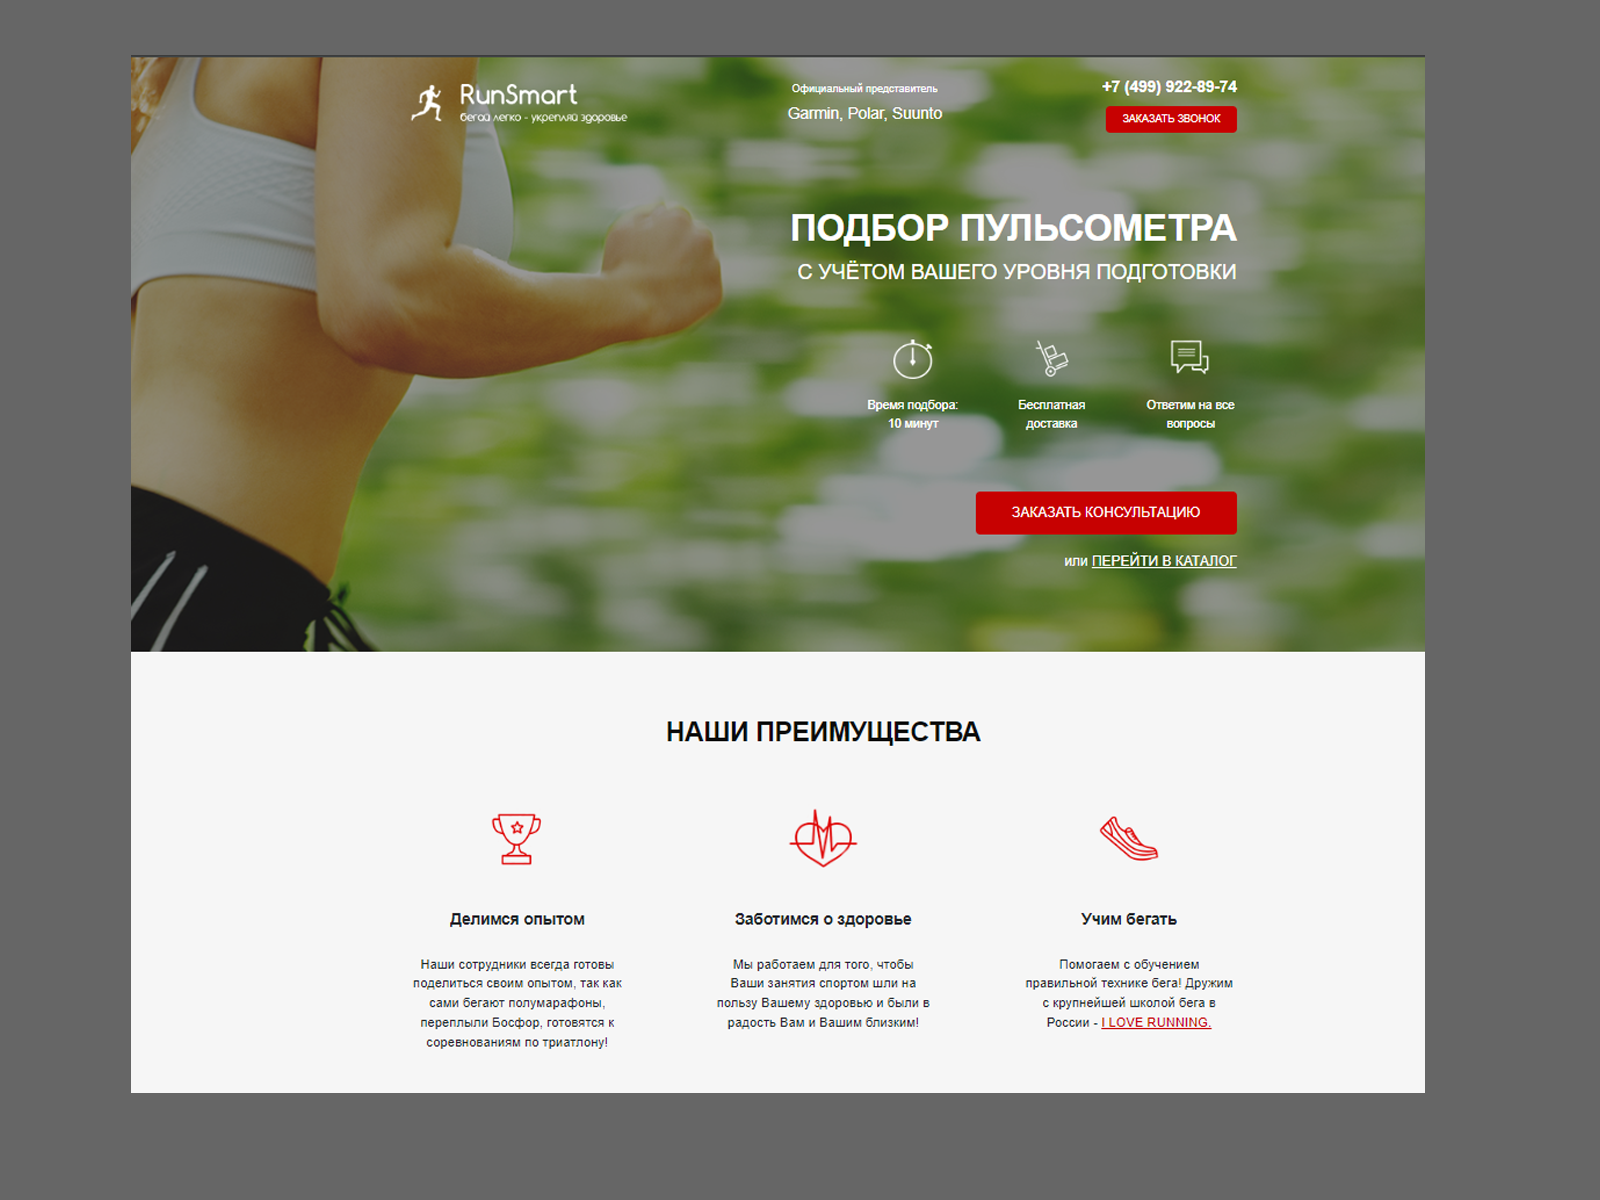 RunSmart
бегай легко - укрепляй здоровье
Официальный представитель
Garmin, Polar, Suunto
+7 (499) 922-89-74
ЗАКАЗАТЬ ЗВОНОК
ПОДБОР ПУЛЬСОМЕТРА
С УЧЁТОМ ВАШЕГО УРОВНЯ ПОДГОТОВКИ
Время подбора:
10 минут
Бесплатная
доставка
Ответим на все
вопросы
ЗАКАЗАТЬ КОНСУЛЬТАЦИЮ
или ПЕРЕЙТИ В КАТАЛОГ
НАШИ ПРЕИМУЩЕСТВА
Делимся опытом
Наши сотрудники всегда готовы
поделиться своим опытом, так как
сами бегают полумарафоны,
переплыли Босфор, готовятся к
соревнованиям по триатлону!
Заботимся о здоровье
Мы работаем для того, чтобы
Ваши занятия спортом шли на
пользу Вашему здоровью и были в
радость Вам и Вашим близким!
Учим бегать
Помогаем с обучением
правильной технике бега! Дружим
с крупнейшей школой бега в
России - I LOVE RUNNING.